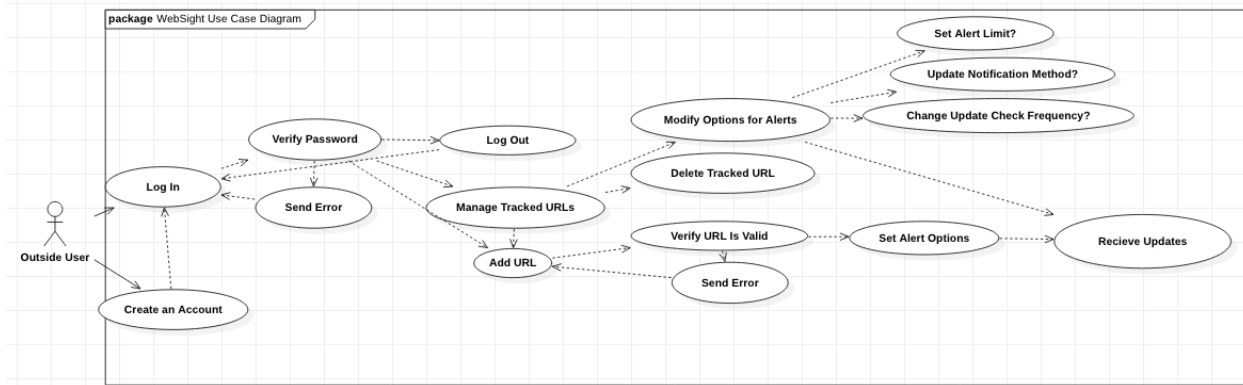 package WebSight Use Case Diagram
Set Alert Limit?
Update Notification Method?
Modify Options for Alerts
Change Update Check Frequency?
Verify Password
Log Out
Delete Tracked URL
Log In
Send Error
Manage Tracked URLs
Outside User
Verify URL Is Valid
Set Alert Options
Recieve Updates
Add URL
Send Error
Create an Account